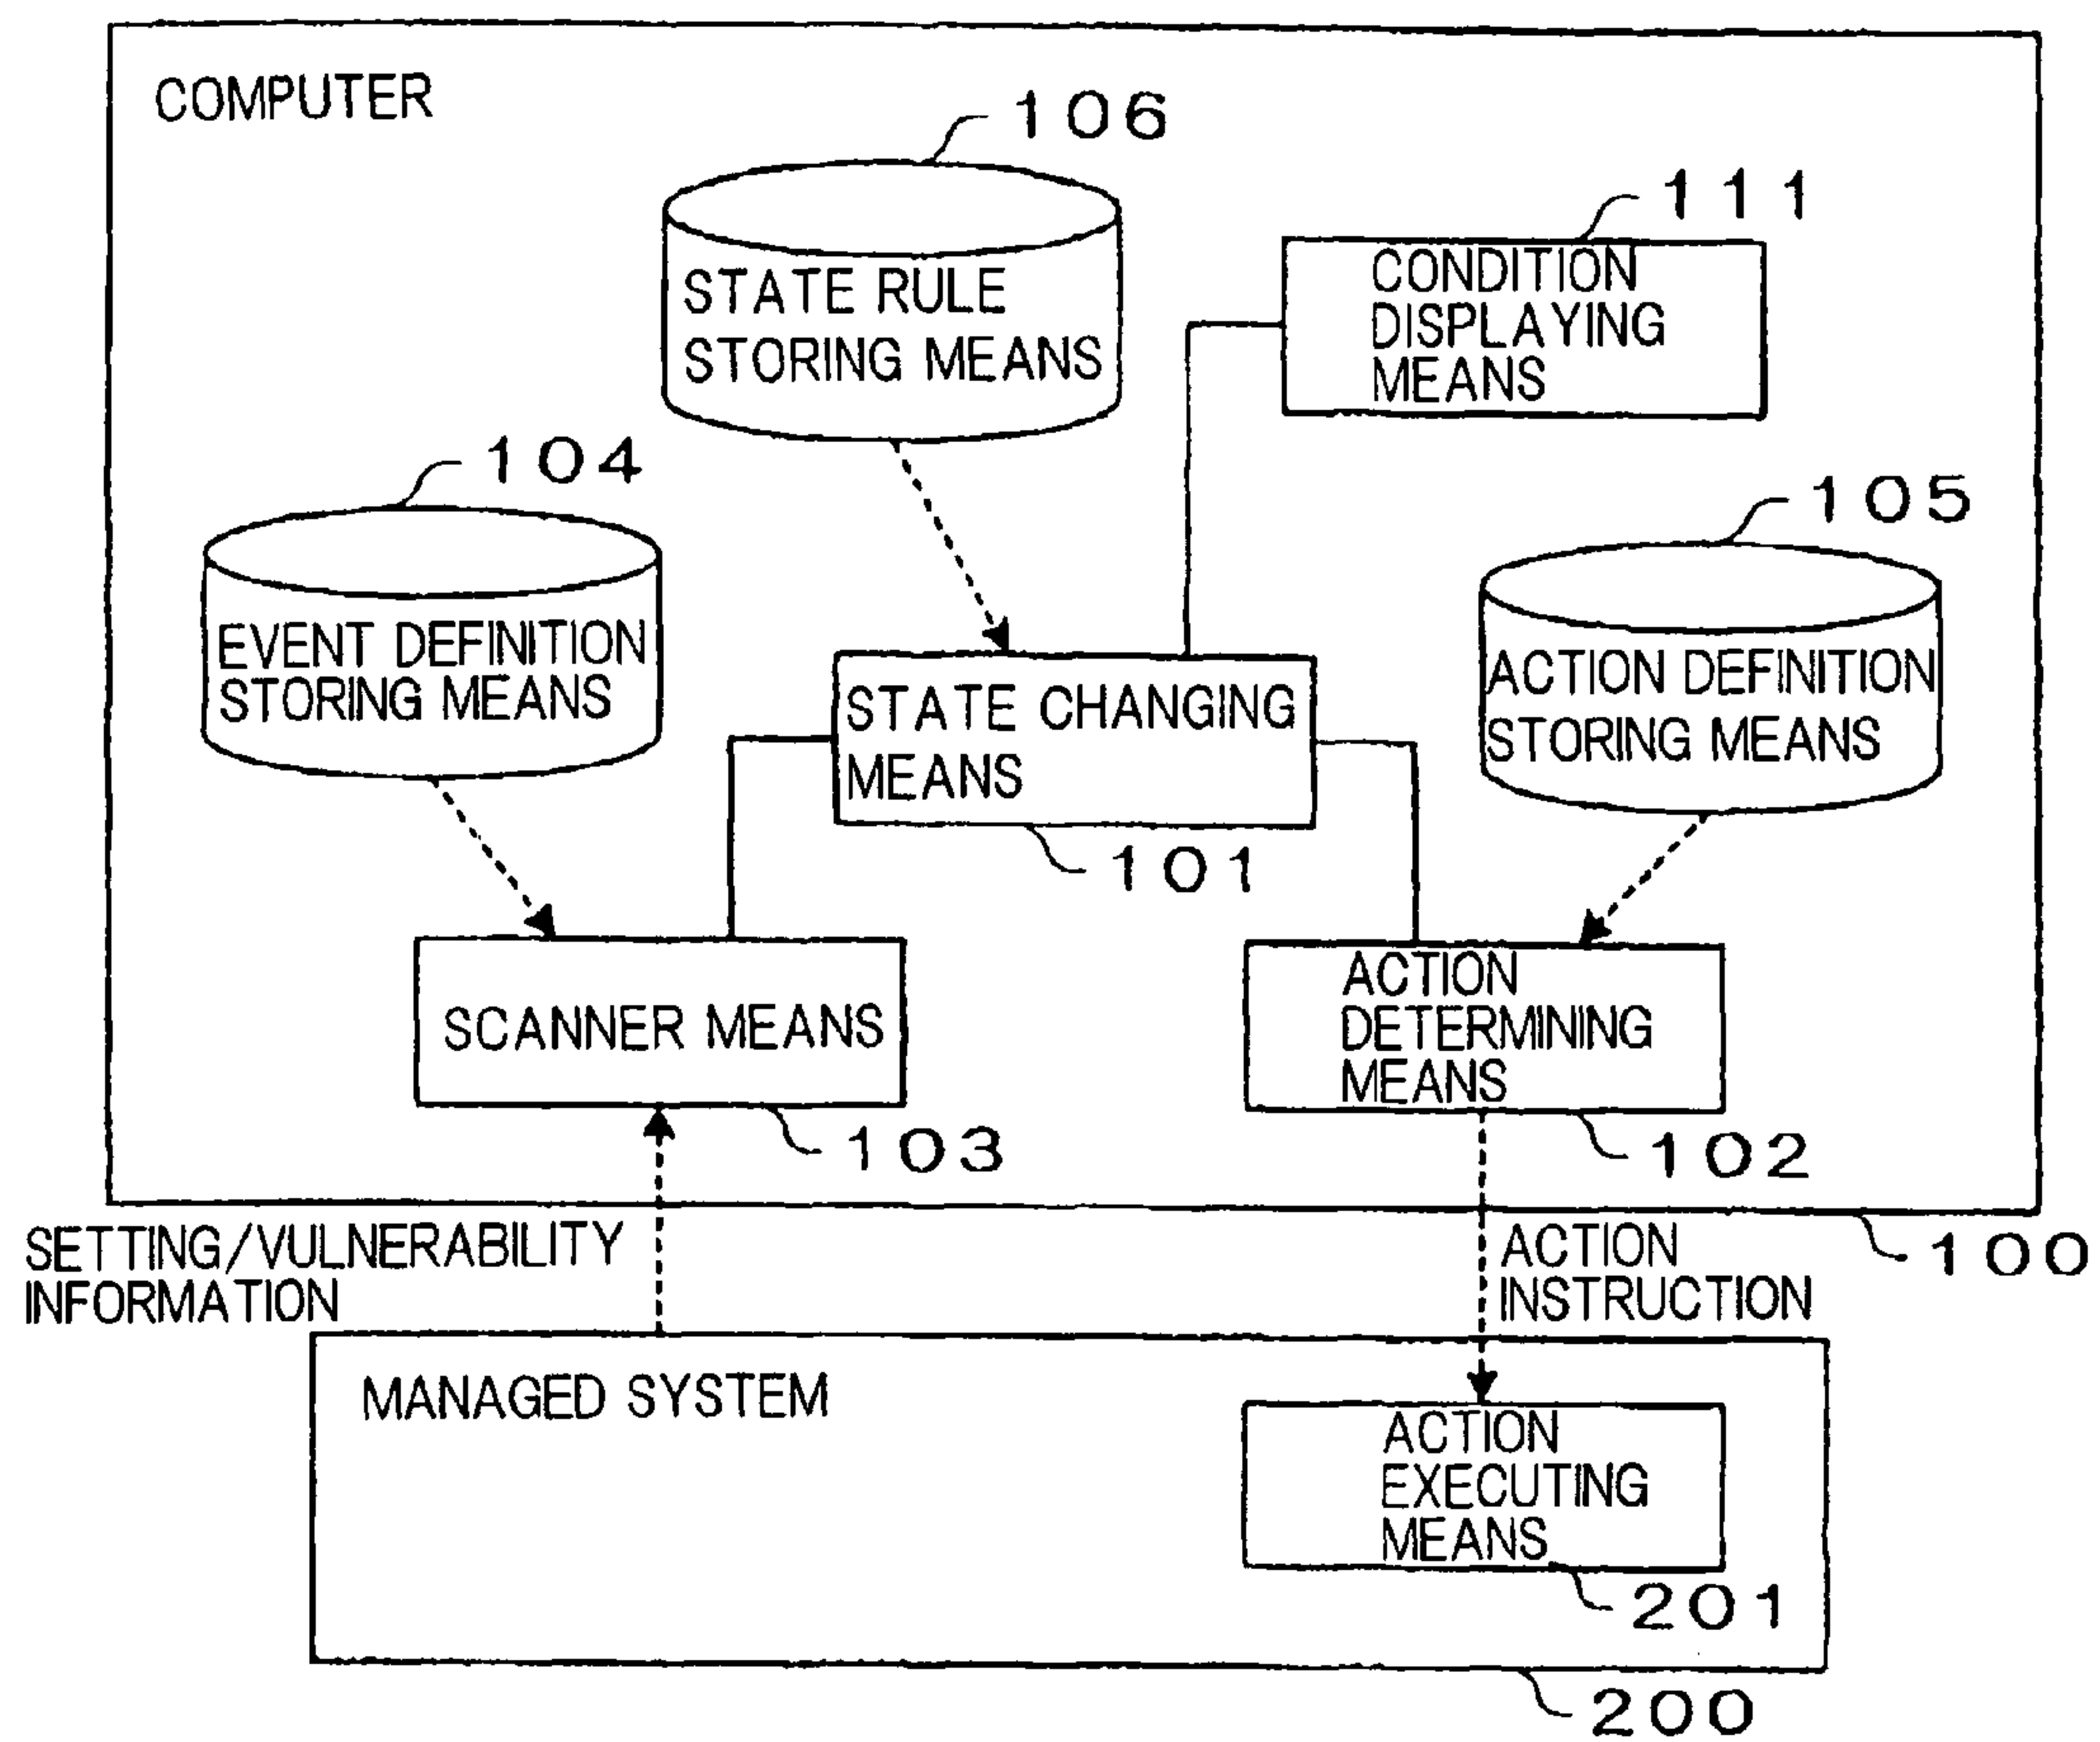 COMPUTER
106
STATE RULE
STORING MEANS
111
CONDITION
DISPLAYING
MEANS
104
EVENT DEFINITION
STORING MEANS
105
ACTION DEFINITION
STORING MEANS
STATE CHANGING
MEANS
101
SCANNER MEANS
103
ACTION
DETERMINING
MEANS
102
SETTING/VULNERABILITY
INFORMATION
ACTION
INSTRUCTION
100
MANAGED SYSTEM
ACTION
EXECUTING
MEANS
201
200